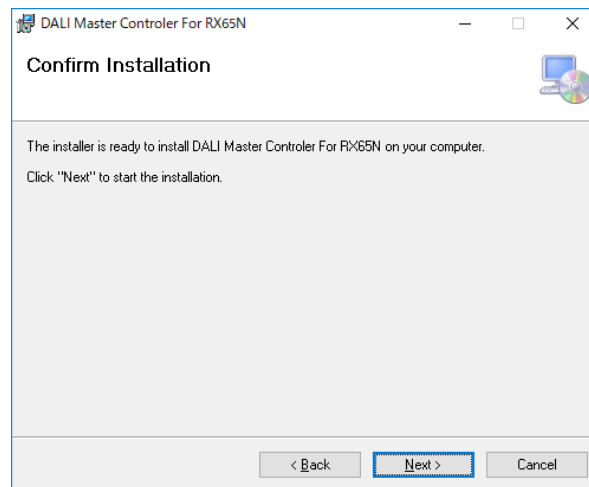 DALI Master Controler For RX65N
Confirm Installation
The installer is ready to install DALI Master Controler For RX65N on your computer.
Click "Next" to start the installation.
< Back
Next >
Cancel